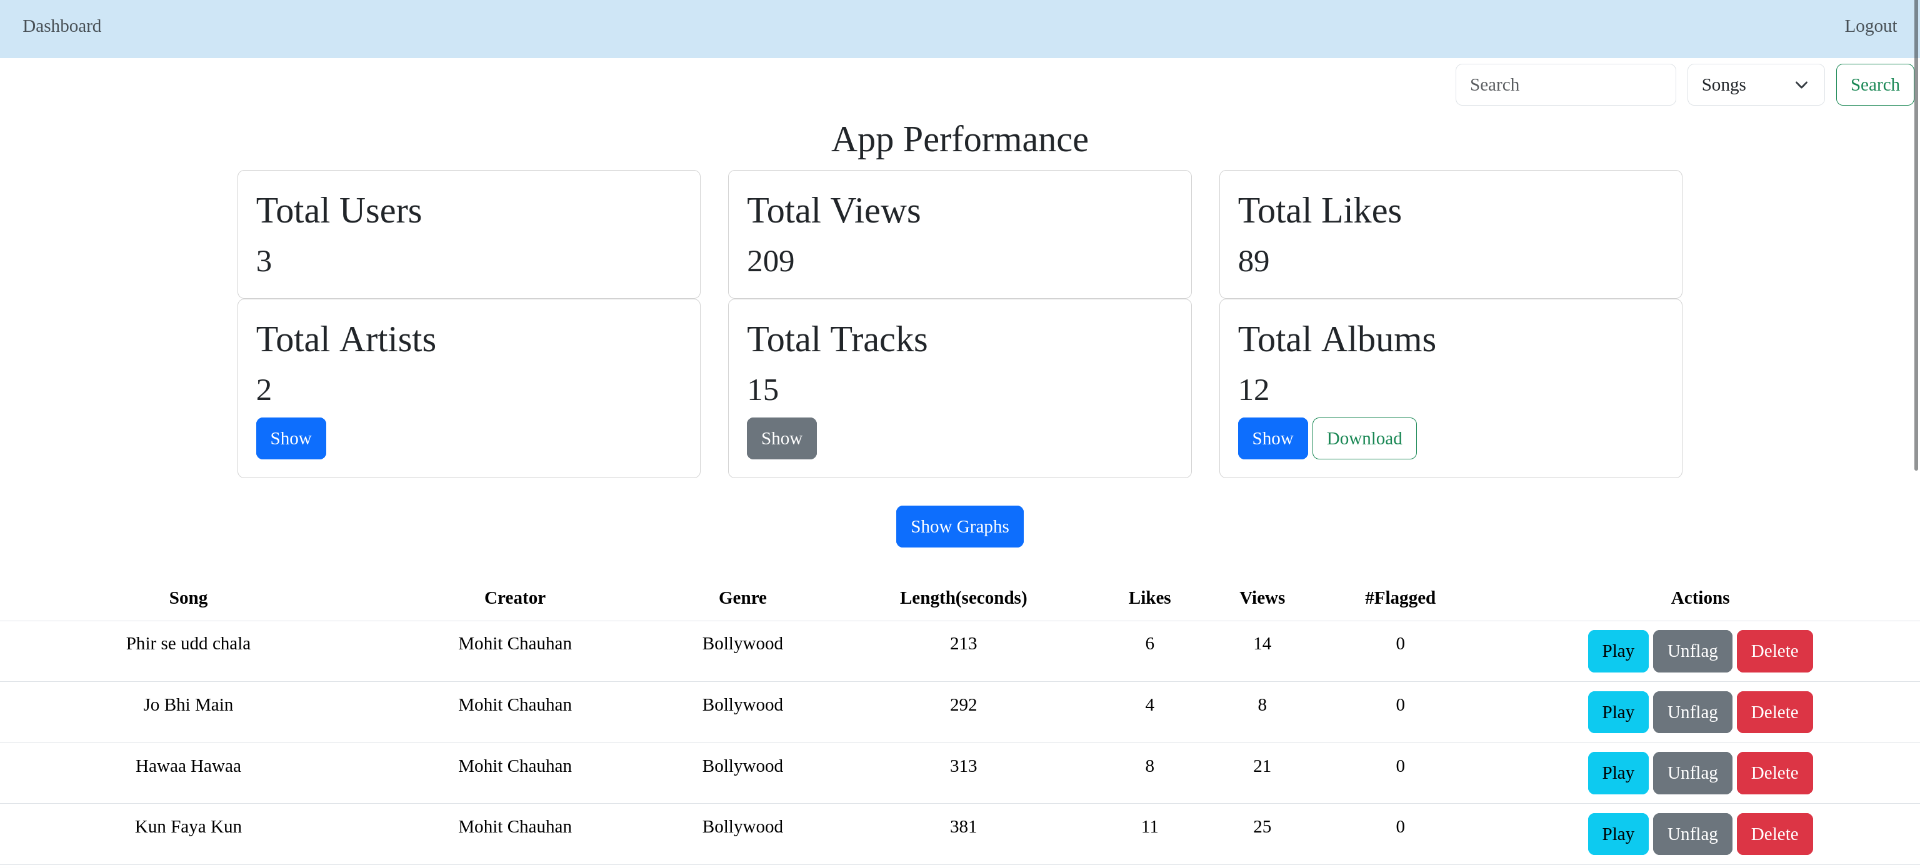 Dashboard Logout
Search Songs Search
App Performance
Total Users Total Views Total Likes
3 209 89
Total Artists Total Tracks Total Albums
2 15 12
Show Show Show Download
Show Graphs
Song Creator Genre Length(seconds) Likes Views #Flagged Actions
Phir se udd chala Mohit Chauhan Bollywood 213 6 14 0 Play Unflag Delete
Jo Bhi Main Mohit Chauhan Bollywood 292 4 8 0 Play Unflag Delete
Hawaa Hawaa Mohit Chauhan Bollywood 313 8 21 0 Play Unflag Delete
Kun Faya Kun Mohit Chauhan Bollywood 381 11 25 0 Play Unflag Delete